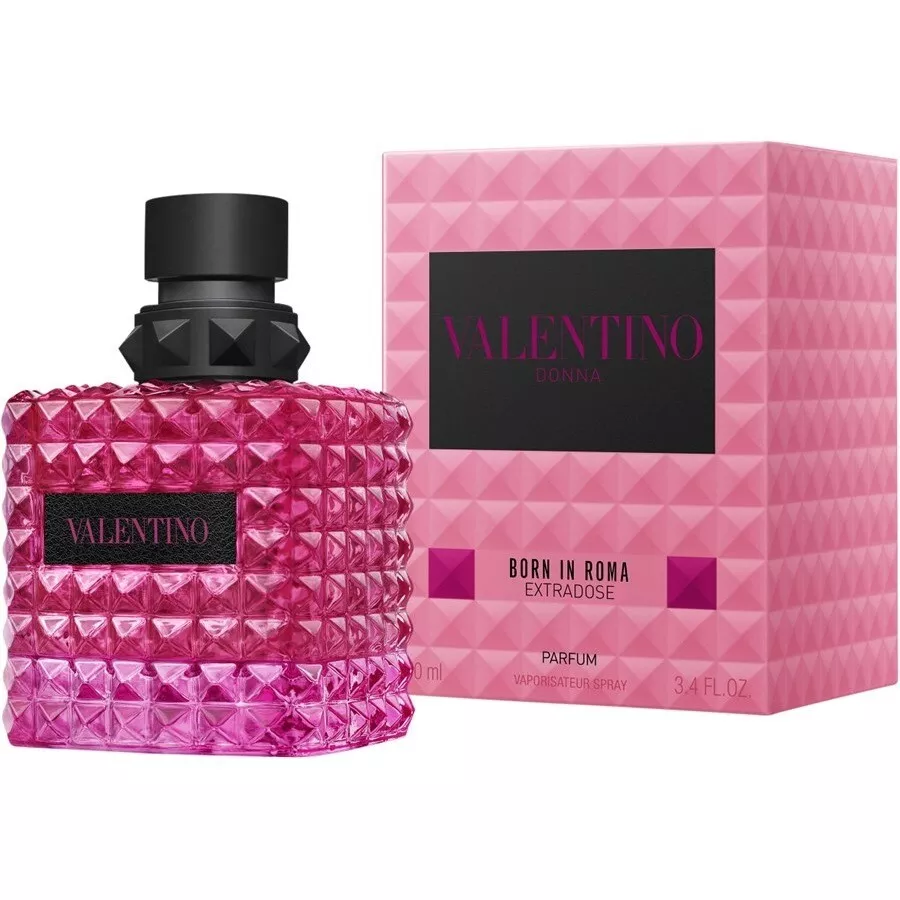 VALENTINO
VALENTINO
DONNA
BORN IN ROMA
EXTRADOSE
PARFUM
VAPORISATEUR SPRAY
0 ml
3.4 FL.OZ.